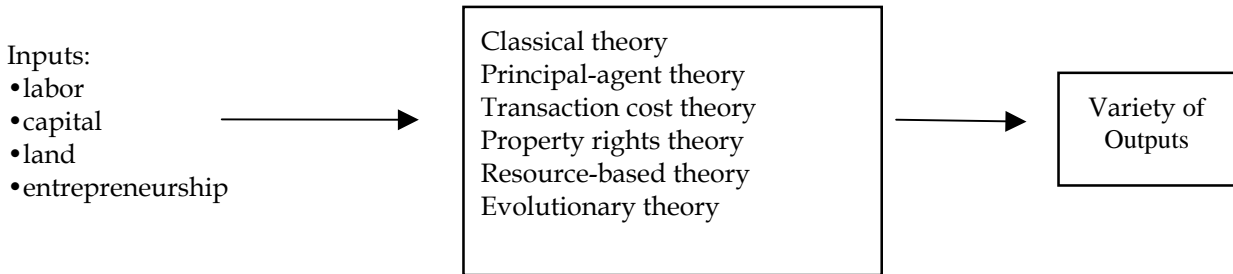 Inputs:
•labor
•capital
•land
•entrepreneurship
Classical theory
Principal-agent theory
Transaction cost theory
Property rights theory
Resource-based theory
Evolutionary theory
Variety of
Outputs